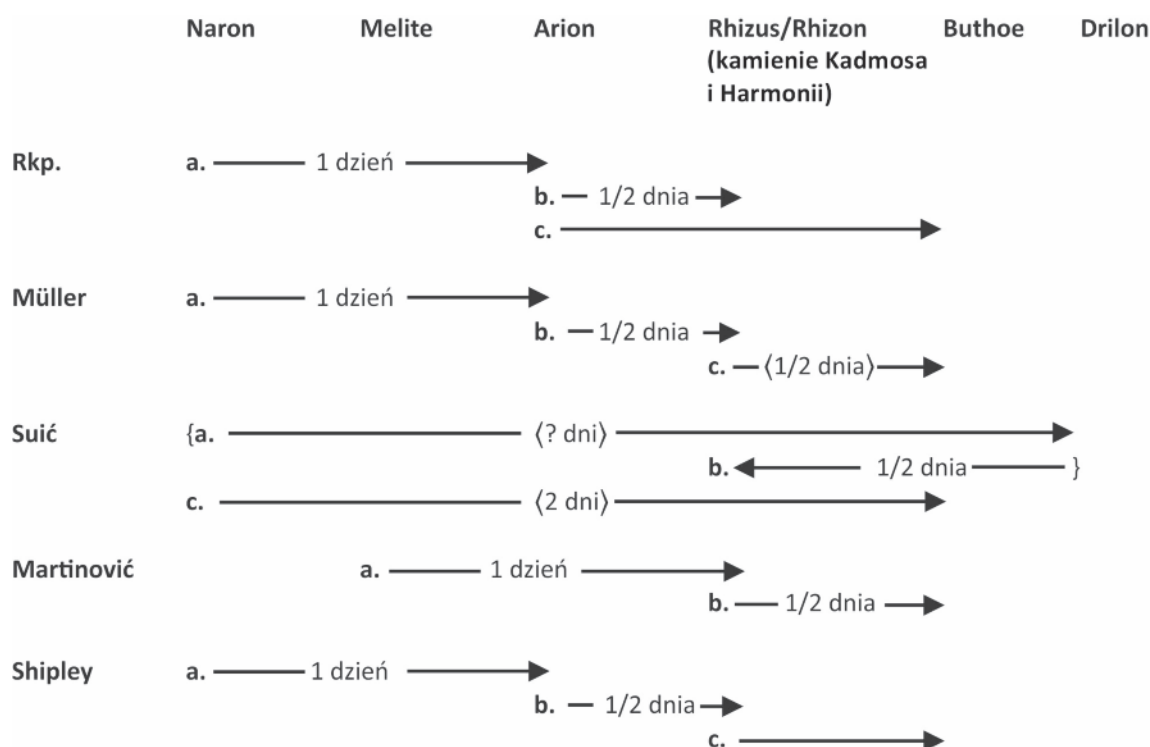 Naron Melite Arion Rhizus/Rhizon Buthoe Drilon
(kamienie Kadmosa
i Harmonii)
Rkp. a. 1 dzień
b. 1/2 dnia
c.
Müller a. 1 dzień
b. 1/2 dnia
c. ⟨1/2 dnia⟩
Suić {a. ⟨? dni⟩
b. 1/2 dnia }
c. ⟨2 dni⟩
Martinović a. 1 dzień
b. 1/2 dnia
Shipley a. 1 dzień
b. 1/2 dnia
c.